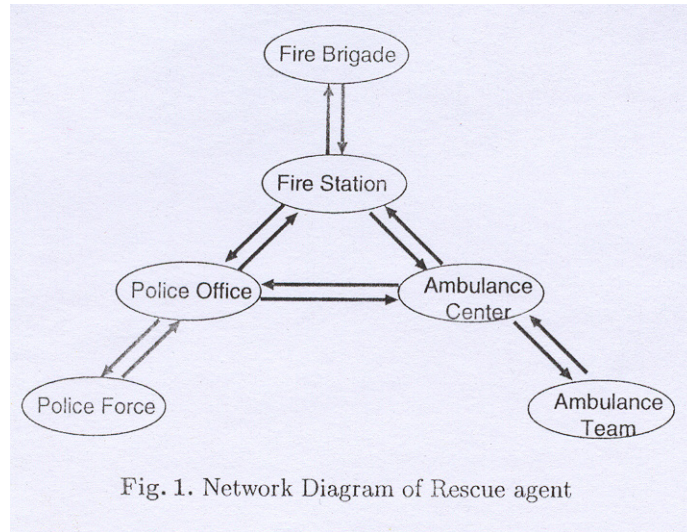 Fire Brigade
Fire Station
Police Office
Ambulance
Center
Police Force
Ambulance
Team
Fig. 1. Network Diagram of Rescue agent